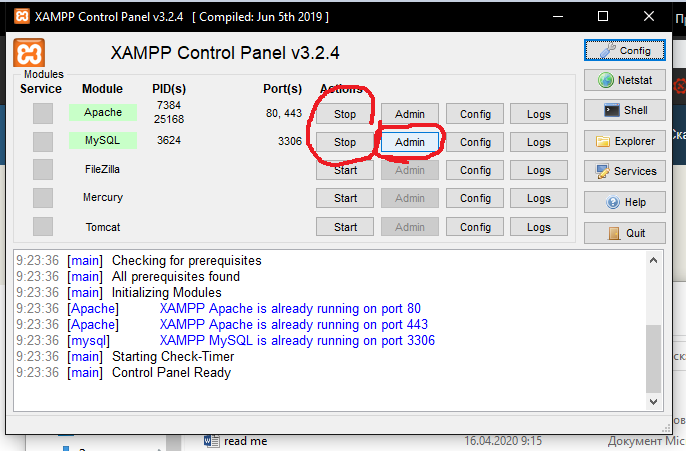 XAMPP Control Panel v3.2.4 [ Compiled: Jun 5th 2019 ]
XAMPP Control Panel v3.2.4
Config
Modules
Service Module PID(s) Port(s) Actions
Netstat
Apache 7384 25168 80, 443 Stop Admin Config Logs
Shell
MySQL 3624 3306 Stop Admin Config Logs
Explorer
FileZilla Start Admin Config Logs
Services
Mercury Start Admin Config Logs
Help
Tomcat Start Admin Config Logs
Quit
9:23:36 [main] Checking for prerequisites
9:23:36 [main] All prerequisites found
9:23:36 [main] Initializing Modules
9:23:36 [Apache] XAMPP Apache is already running on port 80
9:23:36 [Apache] XAMPP Apache is already running on port 443
9:23:36 [mysql] XAMPP MySQL is already running on port 3306
9:23:36 [main] Starting Check-Timer
9:23:36 [main] Control Panel Ready
read me 16.04.2020 9:15 Документ Mic